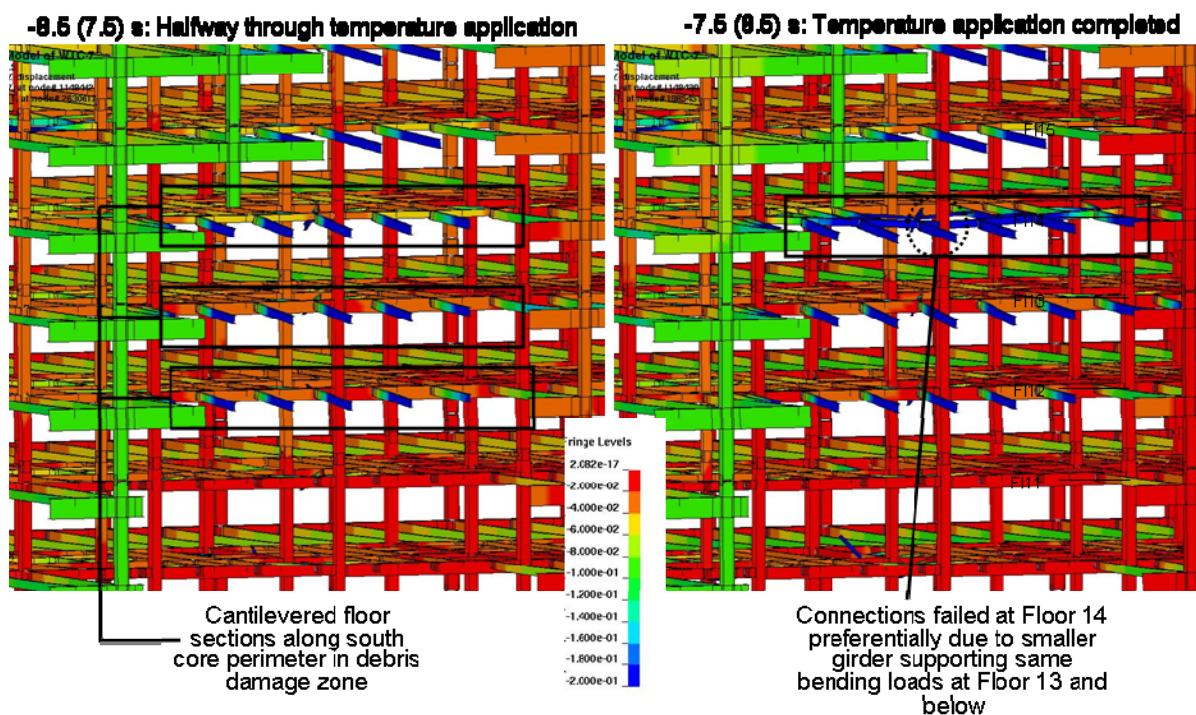 -8.5 (7.5) s: Halfway through temperature application
-7.5 (8.5) s: Temperature application completed
displacement
displacement
Fl15
Fl14
Fl13
Fl12
Fl11
Fringe Levels
2.082e-17
-2.000e-02
-4.000e-02
-6.000e-02
-8.000e-02
-1.000e-01
-1.200e-01
-1.400e-01
-1.600e-01
-1.800e-01
-2.000e-01
Cantilevered floor
sections along south
core perimeter in debris
damage zone
Connections failed at Floor 14
preferentially due to smaller
girder supporting same
bending loads at Floor 13 and
below